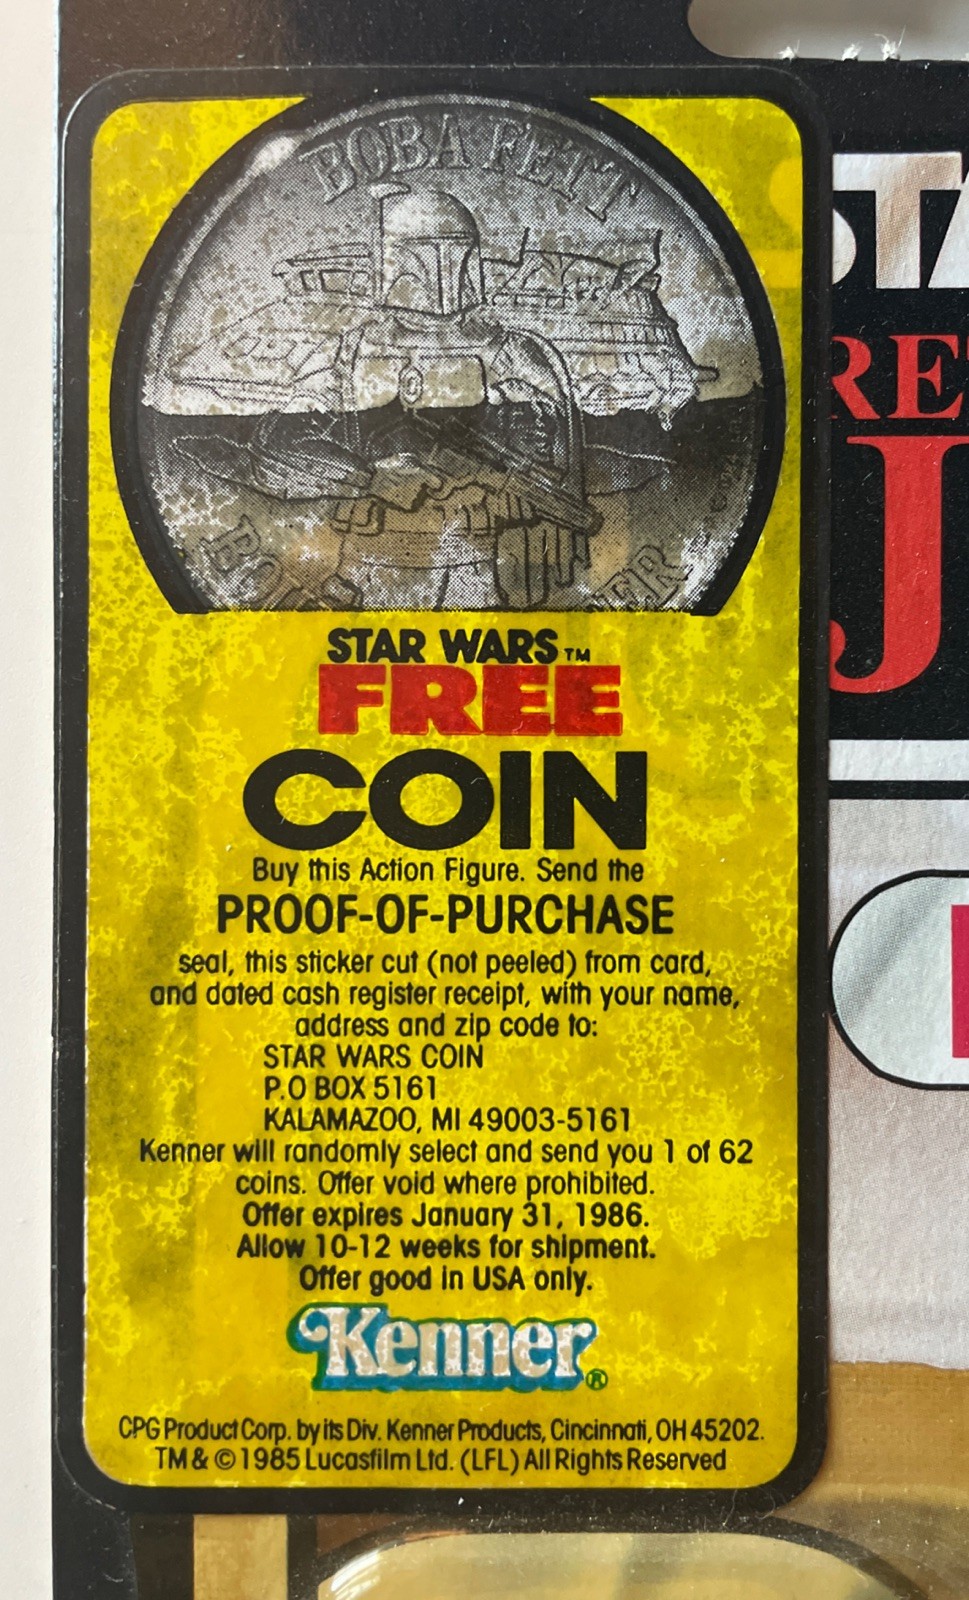 BOBA FETT
STAR WARS™
FREE
COIN
Buy this Action Figure. Send the
PROOF-OF-PURCHASE
seal, this sticker cut (not peeled) from card,
and dated cash register receipt, with your name,
address and zip code to:
STAR WARS COIN
P.O BOX 5161
KALAMAZOO, MI 49003-5161
Kenner will randomly select and send you 1 of 62
coins. Offer void where prohibited.
Offer expires January 31, 1986.
Allow 10-12 weeks for shipment.
Offer good in USA only.
Kenner®
CPG Product Corp. by its Div. Kenner Products, Cincinnati, OH 45202.
TM & © 1985 Lucasfilm Ltd. (LFL) All Rights Reserved
STA
RE
J